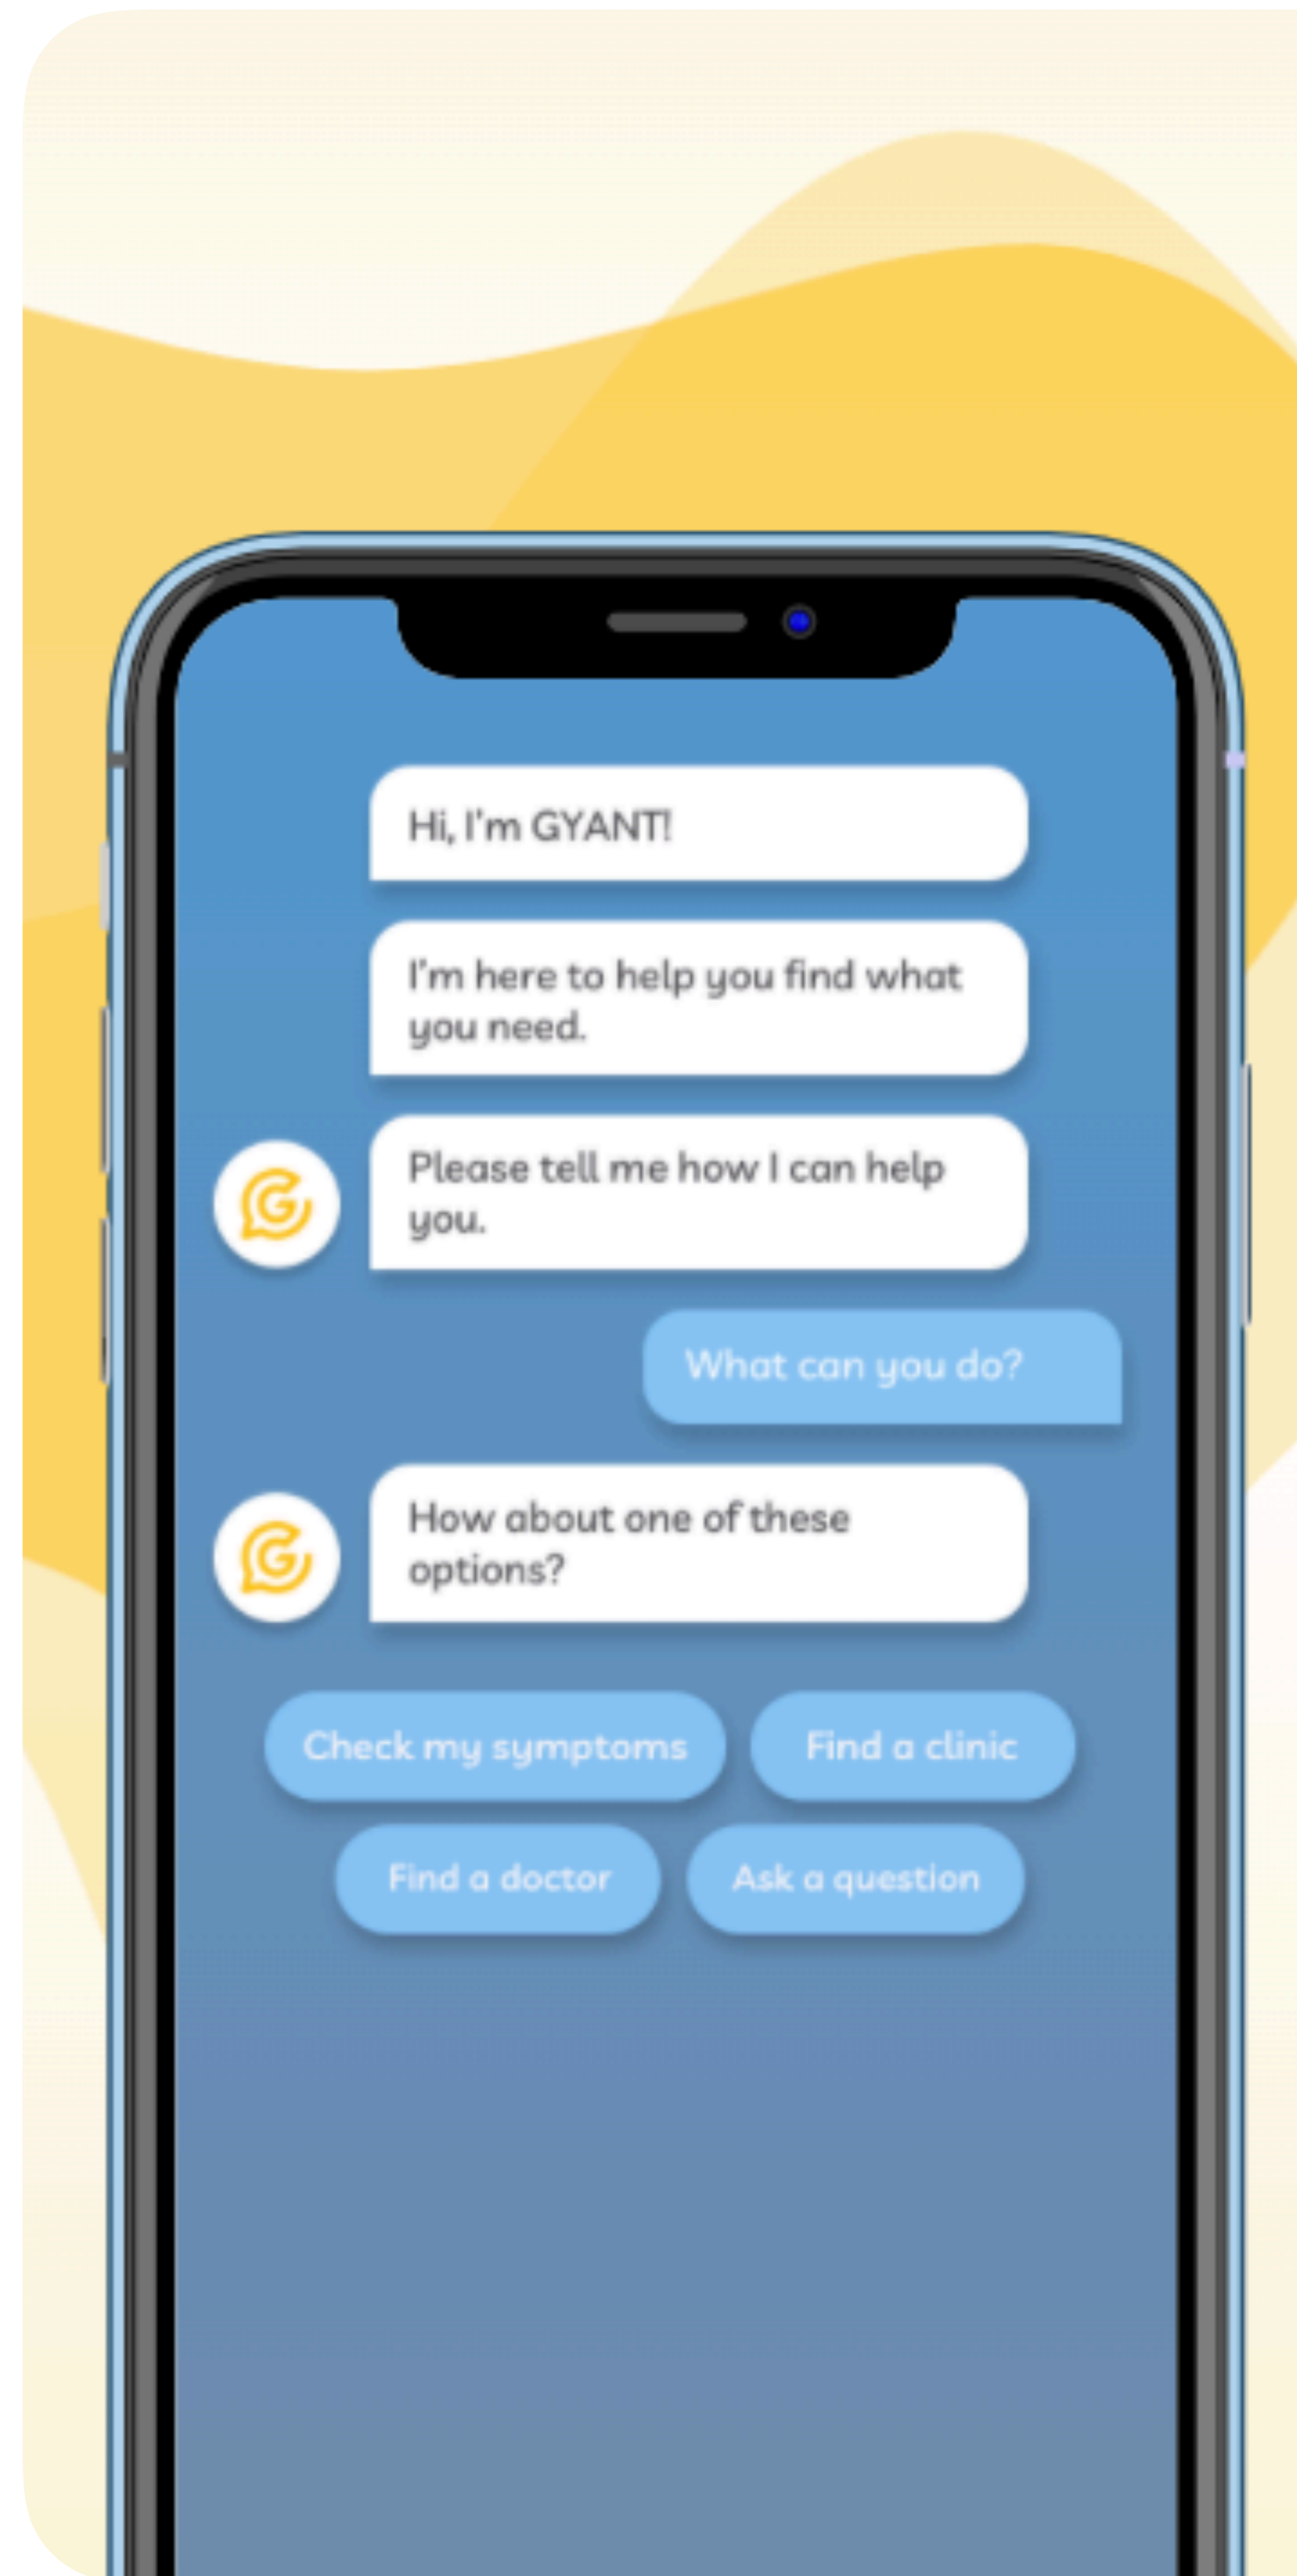 Hi, I'm GYANT!
I'm here to help you find what
you need.
Please tell me how I can help
you.
What can you do?
How about one of these
options?
Check my symptoms
Find a clinic
Find a doctor
Ask a question